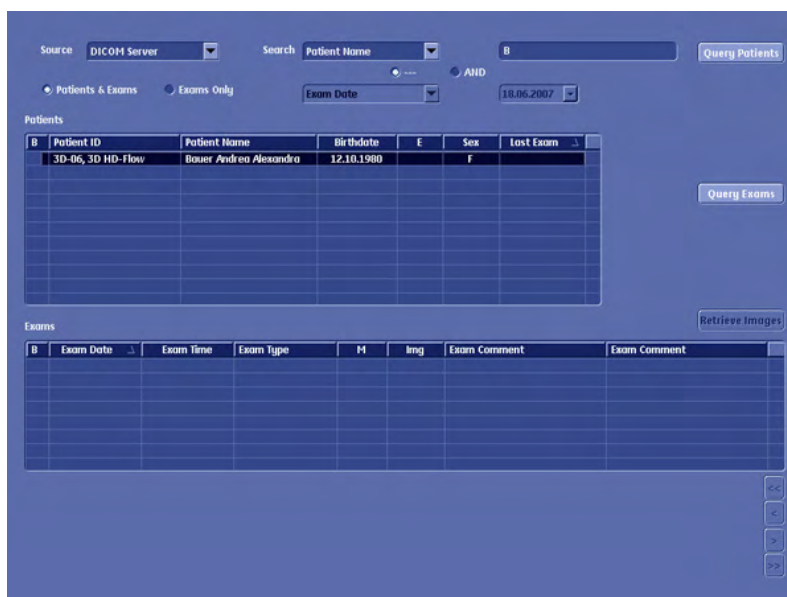 Source DICOM Server Search Patient Name B Query Patients
--- AND
Patients & Exams Exams Only Exam Date 18.06.2007
Patients
B Patient ID Patient Name Birthdate E Sex Last Exam
3D-06, 3D HD-Flow Bauer Andrea Alexandra 12.10.1980 F
Query Exams
Retrieve Images
Exams
B Exam Date Exam Time Exam Type M Img Exam Comment Exam Comment
<<
<
>
>>